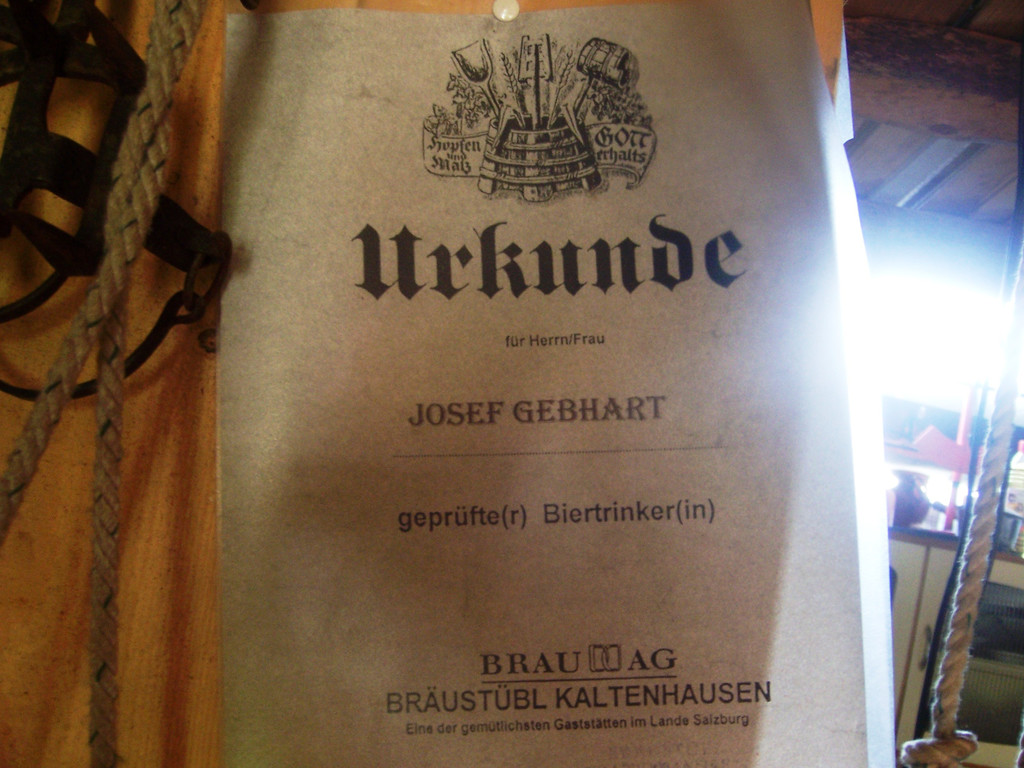 Hopfen
und
Malz
GOTT
erhalts
Urkunde
für Herrn/Frau
JOSEF GEBHART
geprüfte(r) Biertrinker(in)
BRAU AG
BRÄUSTÜBL KALTENHAUSEN
Eine der gemütlichsten Gaststätten im Lande Salzburg